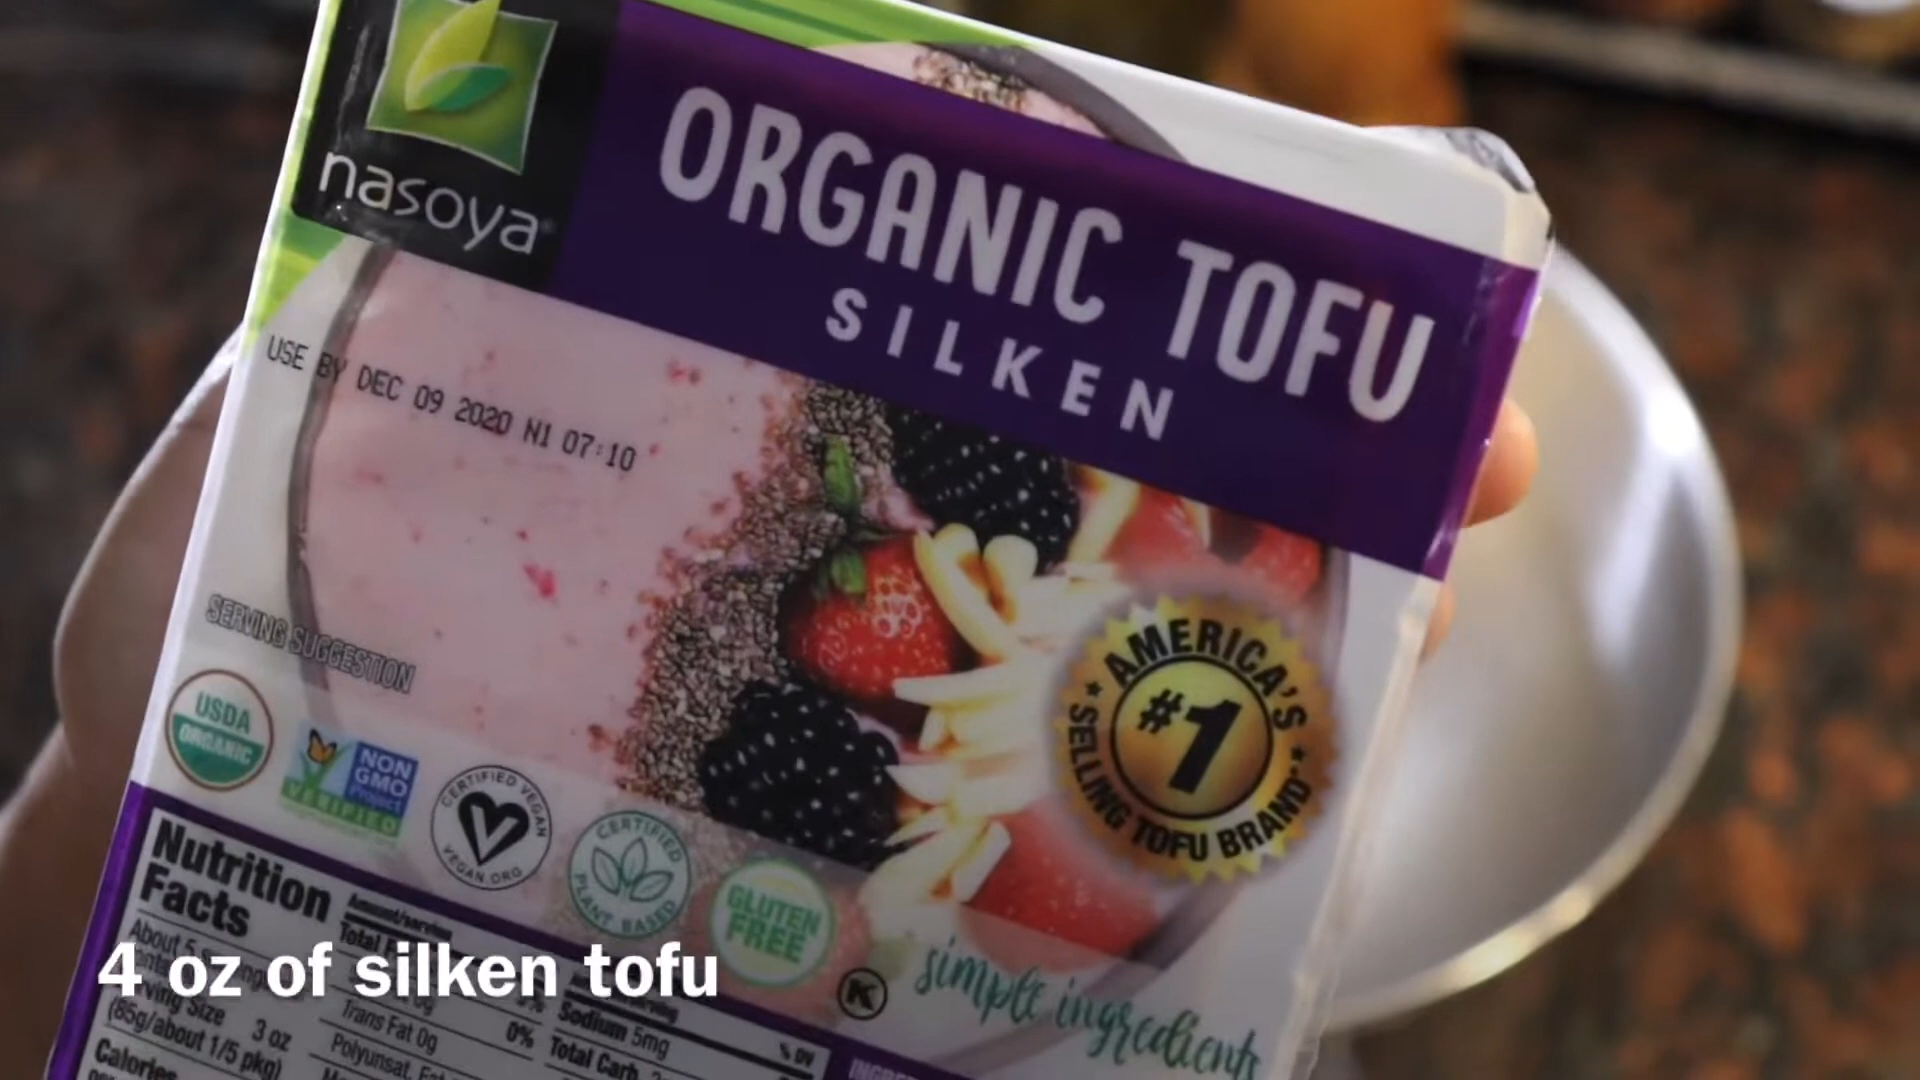 nasoya
ORGANIC TOFU
SILKEN
USE BY DEC 09 2020 N1 07:10
SERVING SUGGESTION
USDA
ORGANIC
NON
GMO
Project
VERIFIED
CERTIFIED VEGAN
VEGAN.ORG
CERTIFIED
PLANT BASED
GLUTEN
FREE
K
AMERICA'S
#1
SELLING TOFU BRAND
simple ingredients
Nutrition
Facts
About 5
Serving Size 3 oz
(85g/about 1/5 pkg)
Calories
Amount/serving
Total
Trans Fat 0g
0%
Polyunsat. Fat
Sodium 5mg
% DV
Total Carb.
4 oz of silken tofu